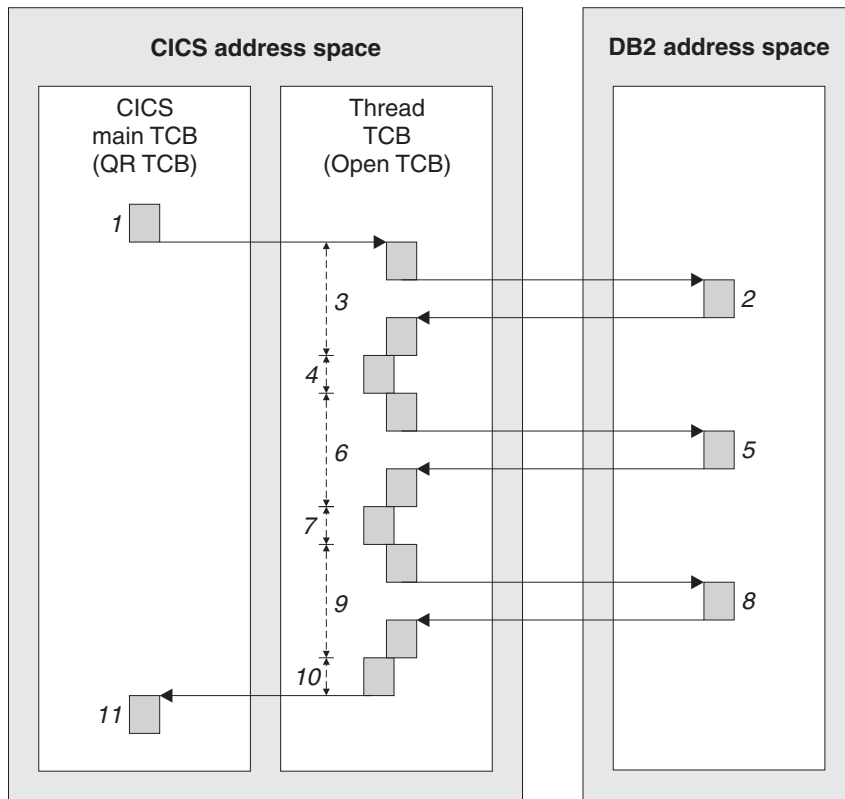 CICS address space
DB2 address space
CICS
main TCB
(QR TCB)
Thread
TCB
(Open TCB)
1
2
3
4
5
6
7
8
9
10
11